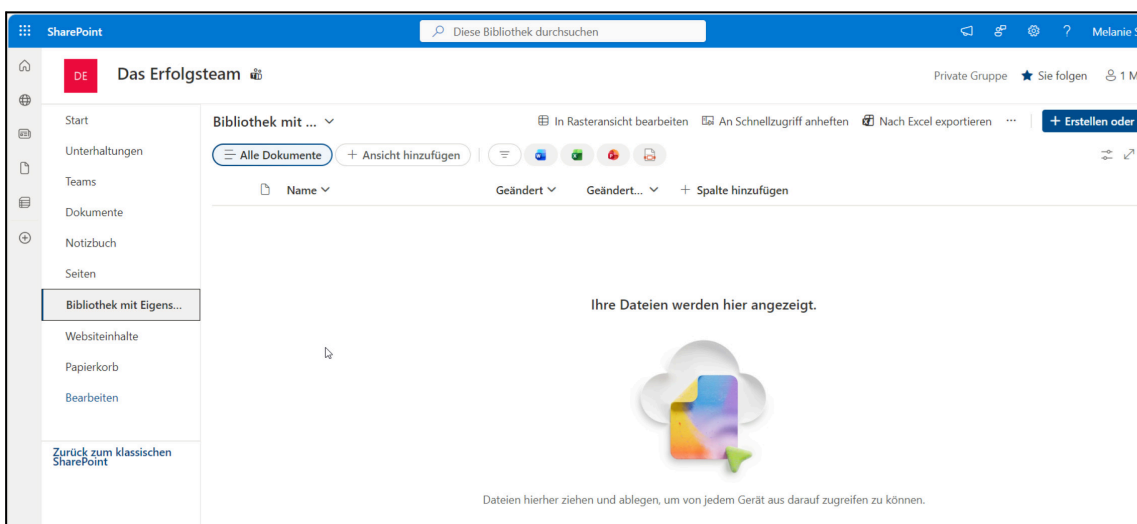 SharePoint
Diese Bibliothek durchsuchen
Melanie S
DE
Das Erfolgsteam
Private Gruppe
Sie folgen
1 M
Start
Unterhaltungen
Teams
Dokumente
Notizbuch
Seiten
Bibliothek mit Eigens...
Websiteinhalte
Papierkorb
Bearbeiten
Zurück zum klassischen
SharePoint
Bibliothek mit ...
In Rasteransicht bearbeiten
An Schnellzugriff anheften
Nach Excel exportieren
...
+ Erstellen oder
Alle Dokumente
+ Ansicht hinzufügen
Name
Geändert
Geändert...
+ Spalte hinzufügen
Ihre Dateien werden hier angezeigt.
Dateien hierher ziehen und ablegen, um von jedem Gerät aus darauf zugreifen zu können.